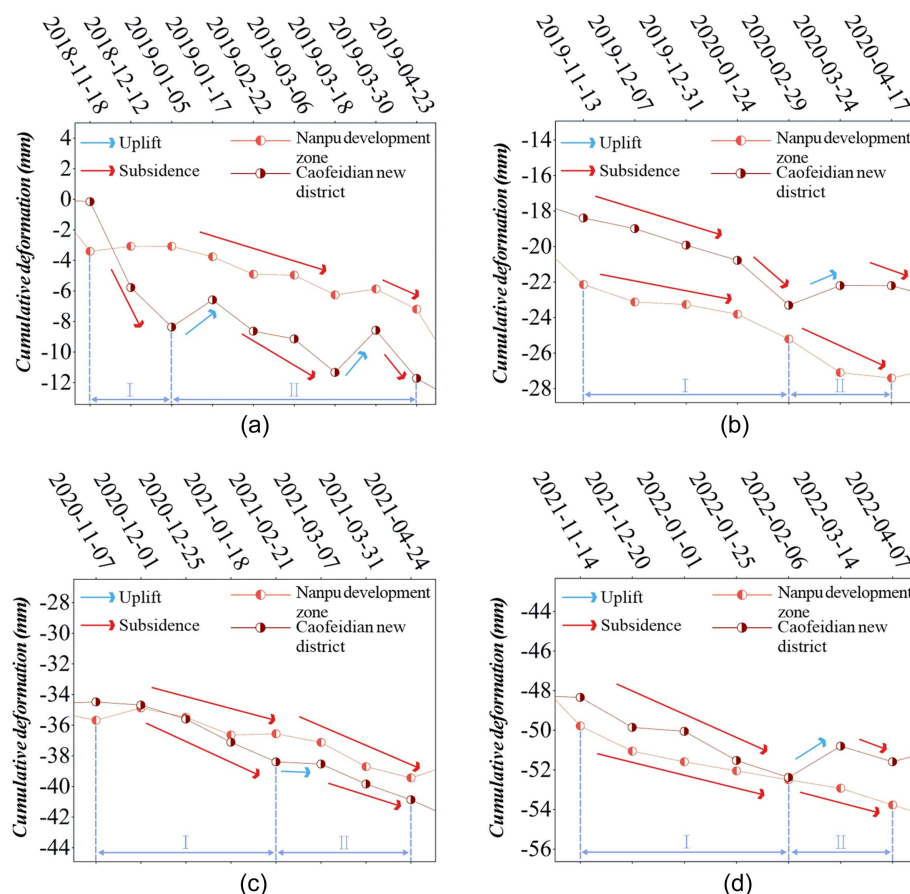 2018-11-18
2018-12-12
2019-01-05
2019-01-17
2019-02-22
2019-03-06
2019-03-18
2019-03-30
2019-04-23
Cumulative deformation (mm)
4
2
0
-2
-4
-6
-8
-10
-12
Uplift
Subsidence
Nanpu development
zone
Caofeidian new
district
I
II
(a)
2019-11-13
2019-12-07
2019-12-31
2020-01-24
2020-02-29
2020-03-24
2020-04-17
Cumulative deformation (mm)
-14
-16
-18
-20
-22
-24
-26
-28
Uplift
Subsidence
Nanpu development
zone
Caofeidian new
district
I
II
(b)
2020-11-07
2020-12-01
2020-12-25
2021-01-18
2021-02-21
2021-03-07
2021-03-31
2021-04-24
Cumulative deformation (mm)
-28
-30
-32
-34
-36
-38
-40
-42
-44
Uplift
Subsidence
Nanpu development
zone
Caofeidian new
district
I
II
(c)
2021-11-14
2021-12-20
2022-01-01
2022-01-25
2022-02-06
2022-03-14
2022-04-07
Cumulative deformation (mm)
-44
-46
-48
-50
-52
-54
-56
Uplift
Subsidence
Nanpu development
zone
Caofeidian new
district
I
II
(d)